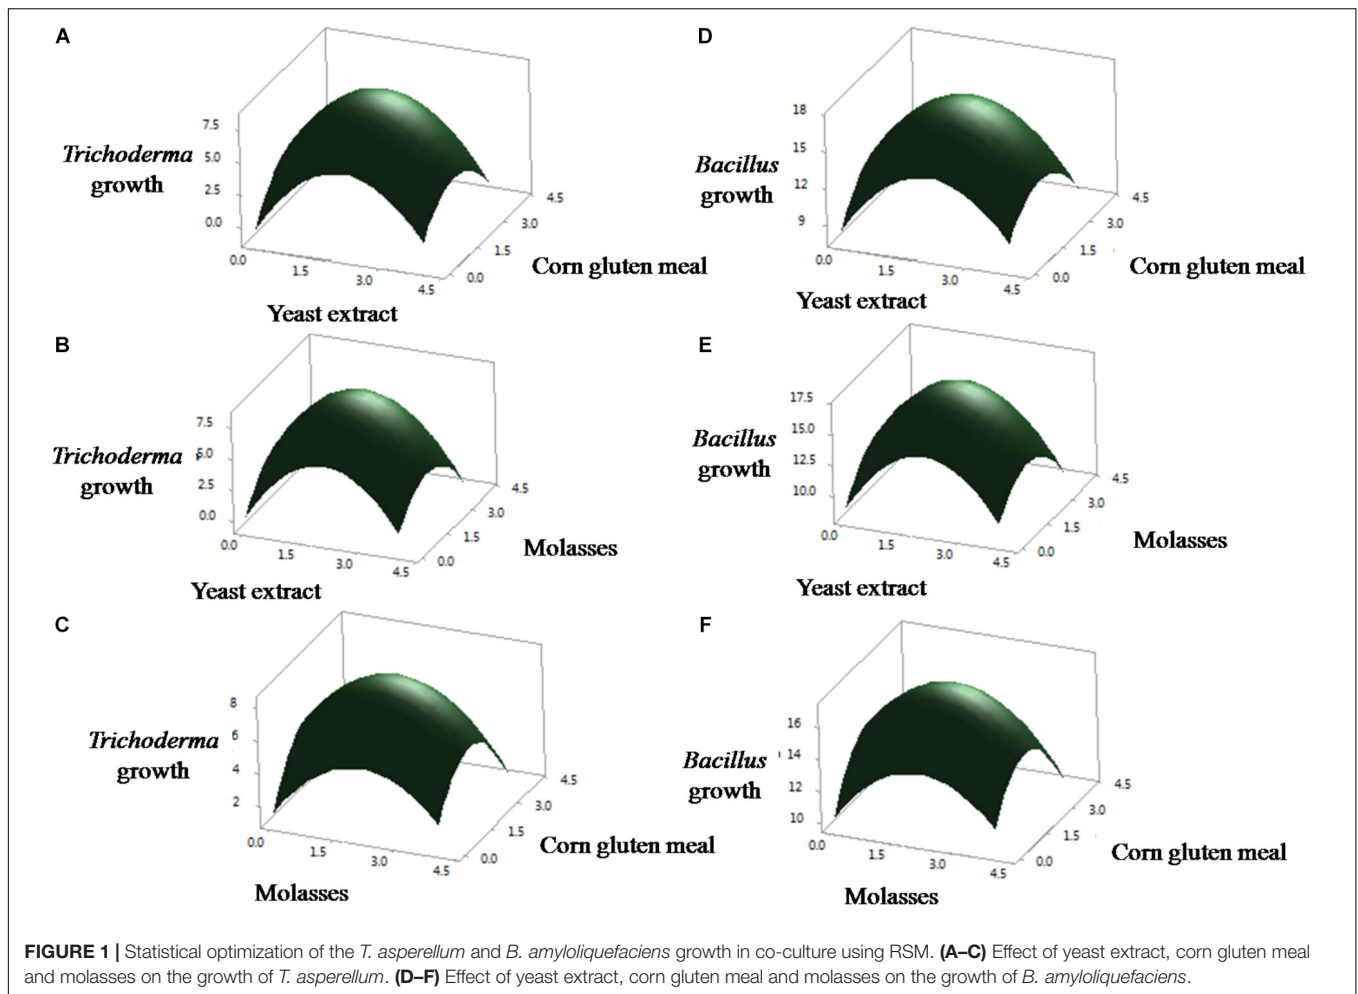 A
Trichoderma
growth
7.5
5.0
2.5
0.0
0.0
1.5
3.0
4.5
Yeast extract
0.0
1.5
3.0
4.5
Corn gluten meal
D
Bacillus
growth
18
15
12
9
0.0
1.5
3.0
4.5
Yeast extract
0.0
1.5
3.0
4.5
Corn gluten meal
B
Trichoderma
growth
7.5
5.0
2.5
0.0
0.0
1.5
3.0
4.5
Yeast extract
0.0
1.5
3.0
4.5
Molasses
E
Bacillus
growth
17.5
15.0
12.5
10.0
0.0
1.5
3.0
4.5
Yeast extract
0.0
1.5
3.0
4.5
Molasses
C
Trichoderma
growth
8
6
4
2
0.0
1.5
3.0
4.5
Molasses
0.0
1.5
3.0
4.5
Corn gluten meal
F
Bacillus
growth
16
14
12
10
0.0
1.5
3.0
4.5
Molasses
0.0
1.5
3.0
4.5
Corn gluten meal
FIGURE 1 | Statistical optimization of the T. asperellum and B. amyloliquefaciens growth in co-culture using RSM. (A–C) Effect of yeast extract, corn gluten meal
and molasses on the growth of T. asperellum. (D–F) Effect of yeast extract, corn gluten meal and molasses on the growth of B. amyloliquefaciens.